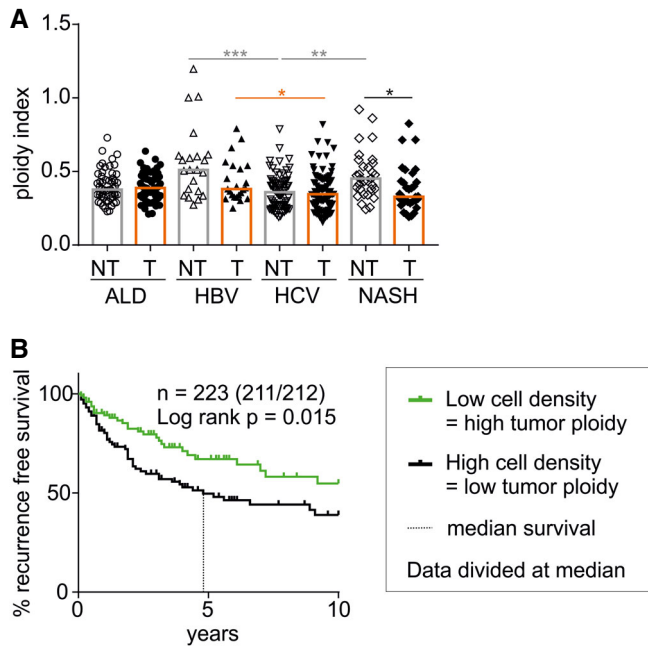 A
ploidy index
1.5
1.0
0.5
0.0
***
**
*
*
NT T NT T NT T NT T
ALD HBV HCV NASH
B
% recurrence free survival
100
50
0
n = 223 (211/212)
Log rank p = 0.015
0 5 10
years
Low cell density
= high tumor ploidy
High cell density
= low tumor ploidy
median survival
Data divided at median